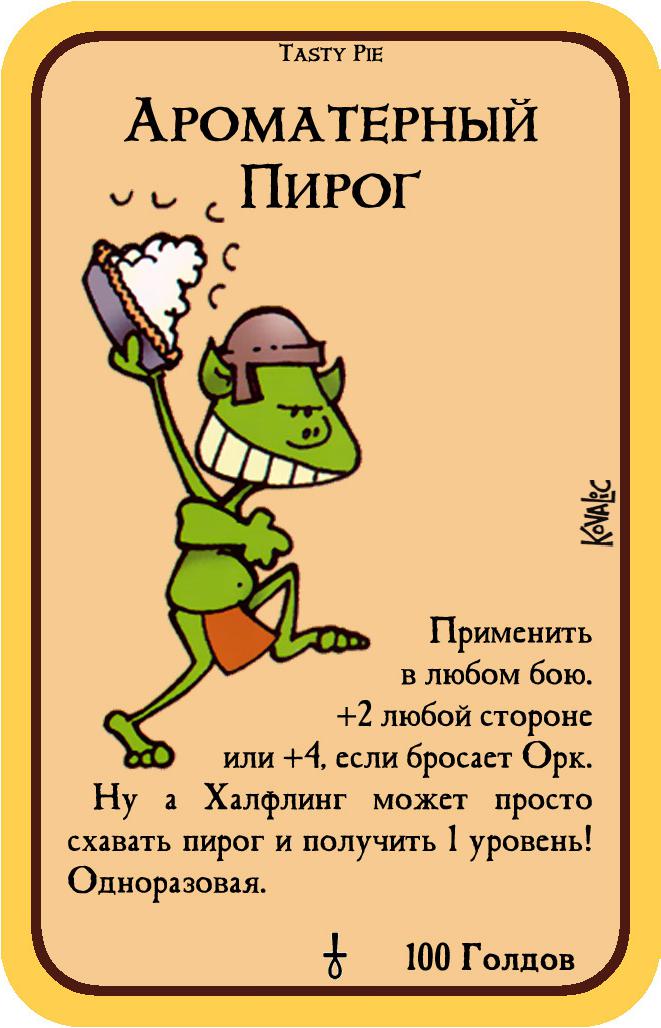 Tasty Pie
Ароматерный
Пирог
Kovalic
Применить
в любом бою.
+2 любой стороне
или +4, если бросает Орк.
Ну а Халфлинг может просто
схавать пирог и получить 1 уровень!
Одноразовая.
100 Голдов